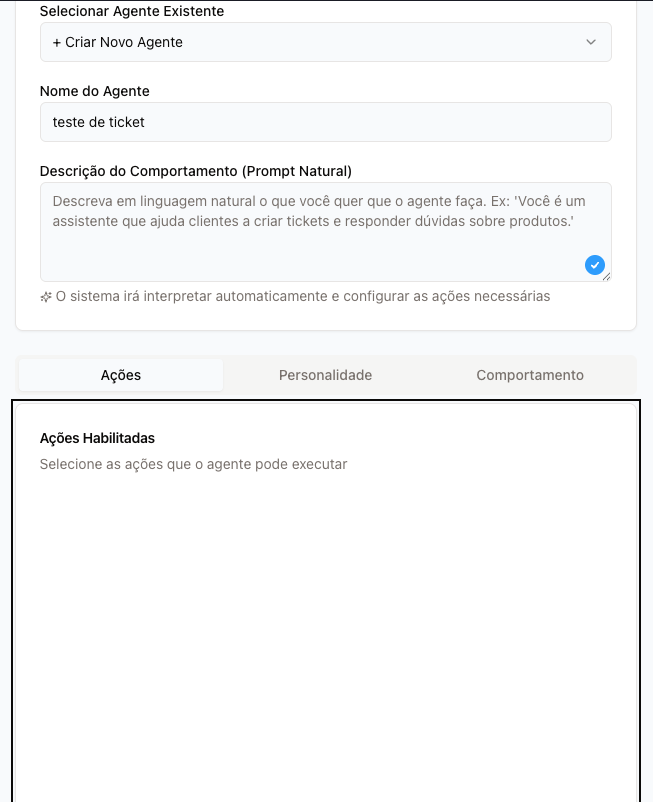 Selecionar Agente Existente
+ Criar Novo Agente
Nome do Agente
teste de ticket
Descrição do Comportamento (Prompt Natural)
Descreva em linguagem natural o que você quer que o agente faça. Ex: 'Você é um
assistente que ajuda clientes a criar tickets e responder dúvidas sobre produtos.'
O sistema irá interpretar automaticamente e configurar as ações necessárias
Ações
Personalidade
Comportamento
Ações Habilitadas
Selecione as ações que o agente pode executar